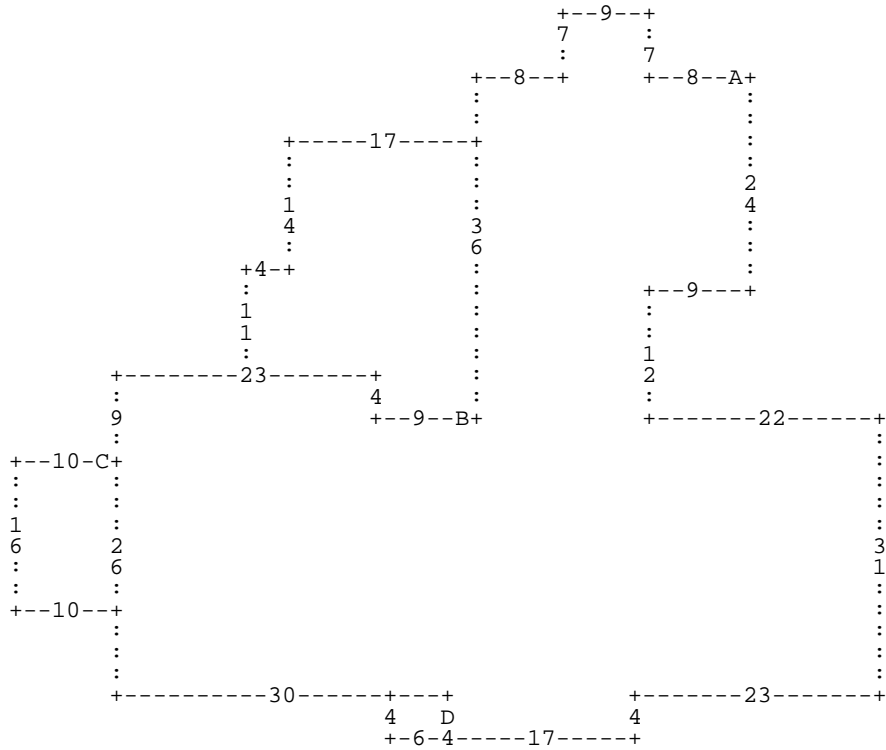 +--9--+
                                                    7     :
                                                    :     7
                                            +--8--+     +--8--A+
                                            :                  :
                                            :                  :
                           +-----17-----+                  :
                           :            :                  :
                           :            :                  2
                           1            :                  4
                           4            3                  :
                           :            6                  :
                        +4-+            :                  :
                        :               :           +--9---+
                        1               :           :
                        1               :           :
                        :               :           1
               +--------23-------+      :           2
               :                 4      :           :
               9                 +--9--B+           +-------22------+
               :                                                    :
        +--10-C+                                                    :
        :      :                                                    :
        :      :                                                    :
        1      :                                                    :
        6      2                                                    3
        :      6                                                    1
        :      :                                                    :
        +--10--+                                                    :
               :                                                    :
               :                                                    :
               :                                                    :
               +----------30------+---+            +-------23-------+
                                  4   D            4
                                  +-6-4-----17-----+